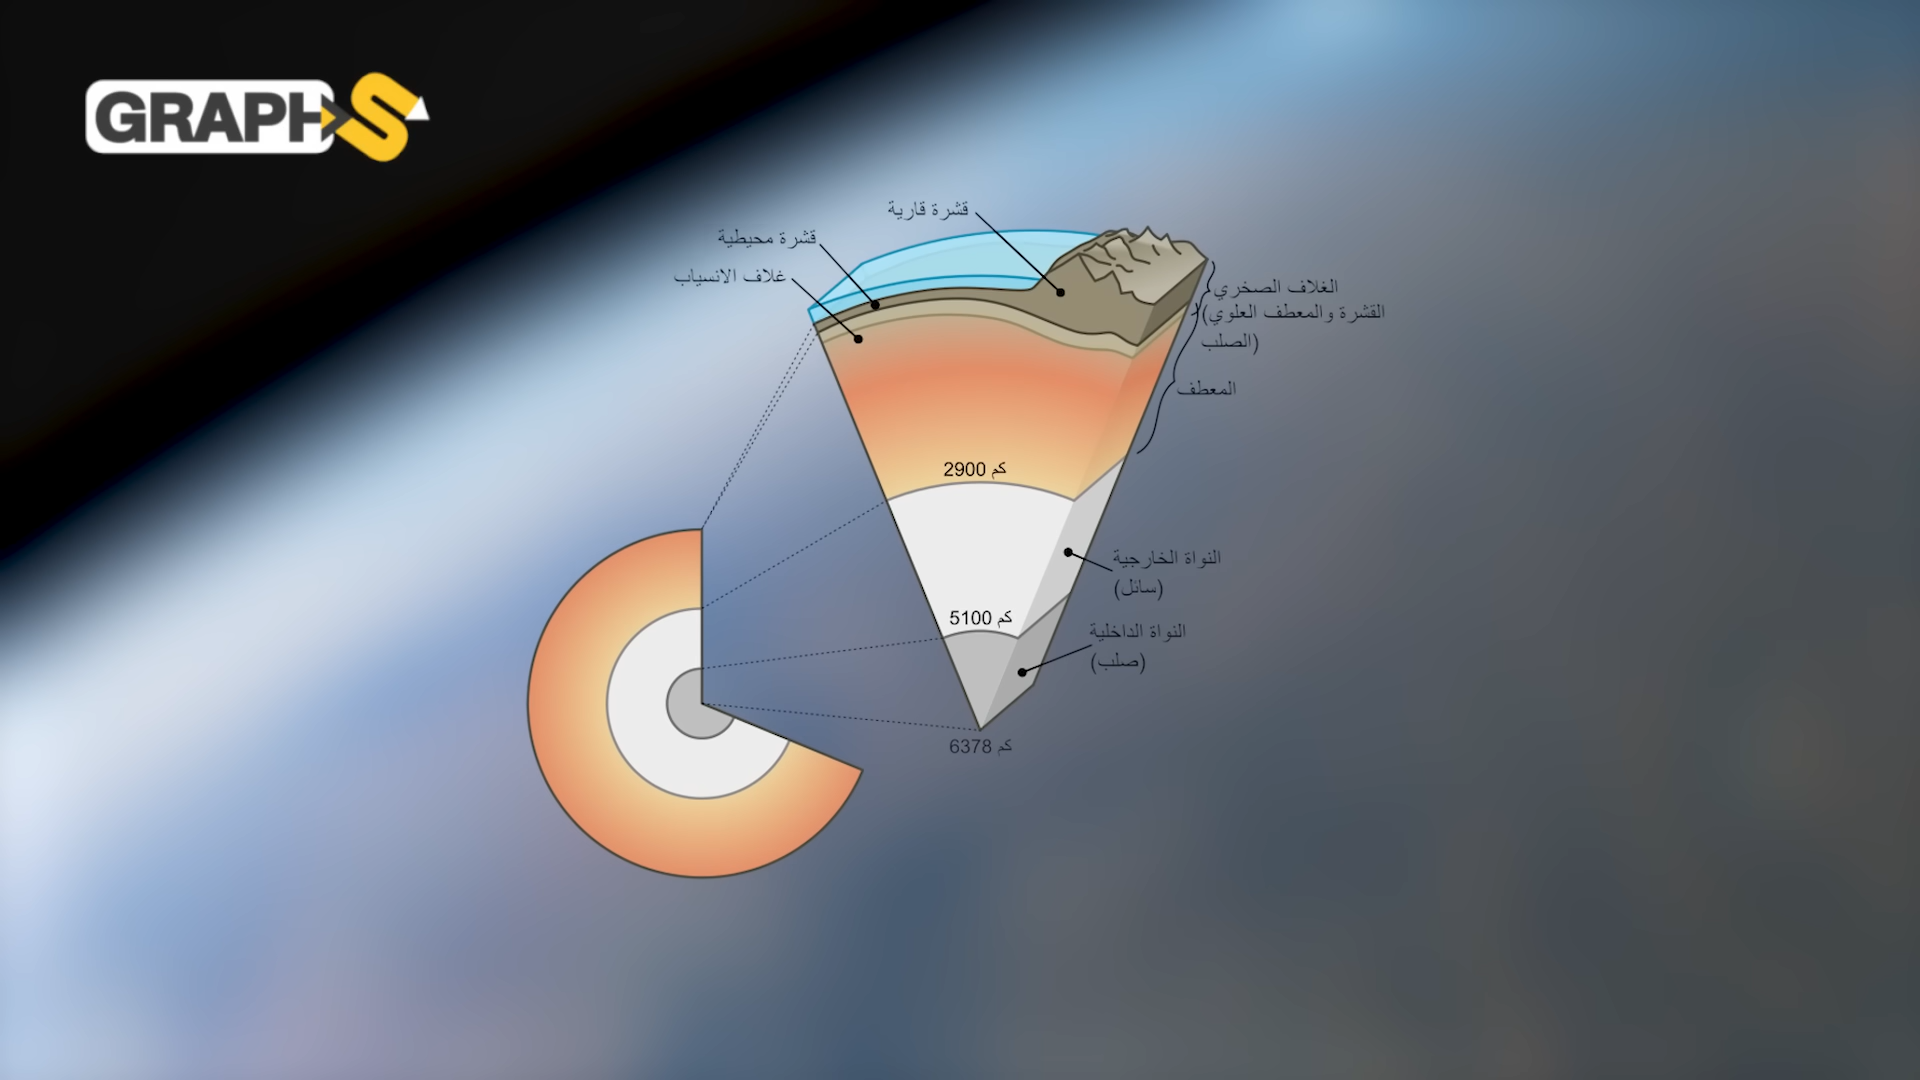 GRAPHS
قشرة قارية
قشرة محيطية
غلاف الانسياب
الغلاف الصخري
(القشرة والمعطف العلوي
الصلب)
المعطف
2900 كم
النواة الخارجية
(سائل)
5100 كم
النواة الداخلية
(صلب)
6378 كم